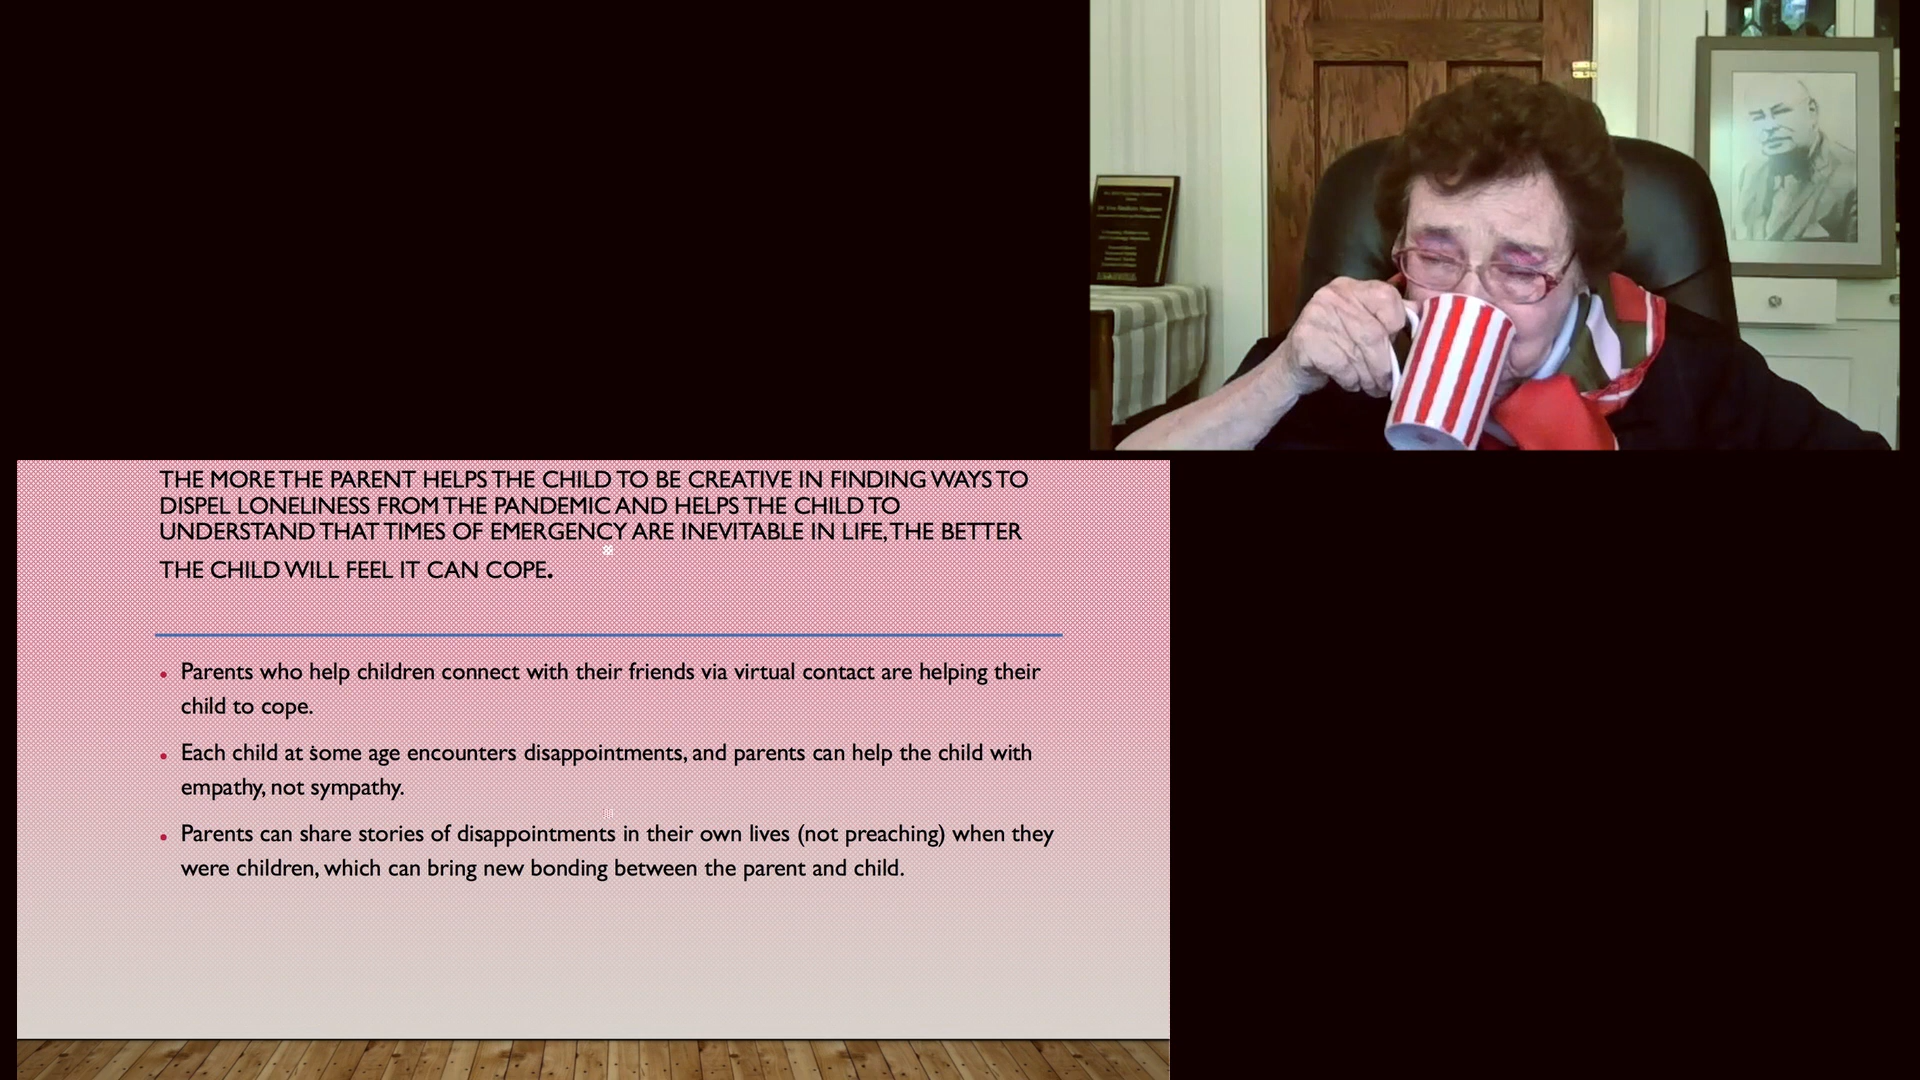 THE MORE THE PARENT HELPS THE CHILD TO BE CREATIVE IN FINDING WAYS TO
DISPEL LONELINESS FROM THE PANDEMIC AND HELPS THE CHILD TO
UNDERSTAND THAT TIMES OF EMERGENCY ARE INEVITABLE IN LIFE, THE BETTER
THE CHILD WILL FEEL IT CAN COPE.
• Parents who help children connect with their friends via virtual contact are helping their
child to cope.
• Each child at some age encounters disappointments, and parents can help the child with
empathy, not sympathy.
• Parents can share stories of disappointments in their own lives (not preaching) when they
were children, which can bring new bonding between the parent and child.